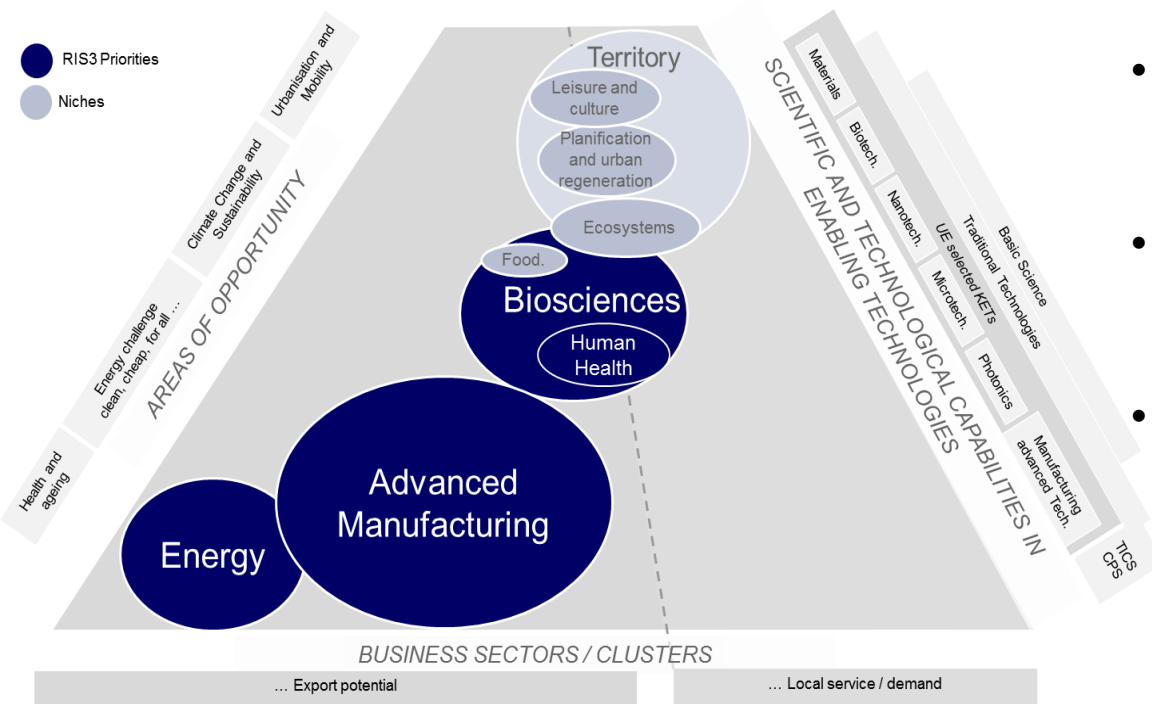 RIS3 Priorities
Niches
Urbanisation and
Mobility
Climate Change and
Sustainability
Energy challenge
clean, cheap, for all ...
Health and
ageing
AREAS OF OPPORTUNITY
Territory
Leisure and
culture
Planification
and urban
regeneration
Ecosystems
Food.
Biosciences
Human
Health
Advanced
Manufacturing
Energy
SCIENTIFIC AND TECHNOLOGICAL CAPABILITIES IN
ENABLING TECHNOLOGIES
Materials
Biotech.
Nanotech.
Microtech.
Photonics
Manufacturing
advanced Tech.
UE selected KETs
Traditional Technologies
Basic Science
TICS
CPS
BUSINESS SECTORS / CLUSTERS
... Export potential
... Local service / demand